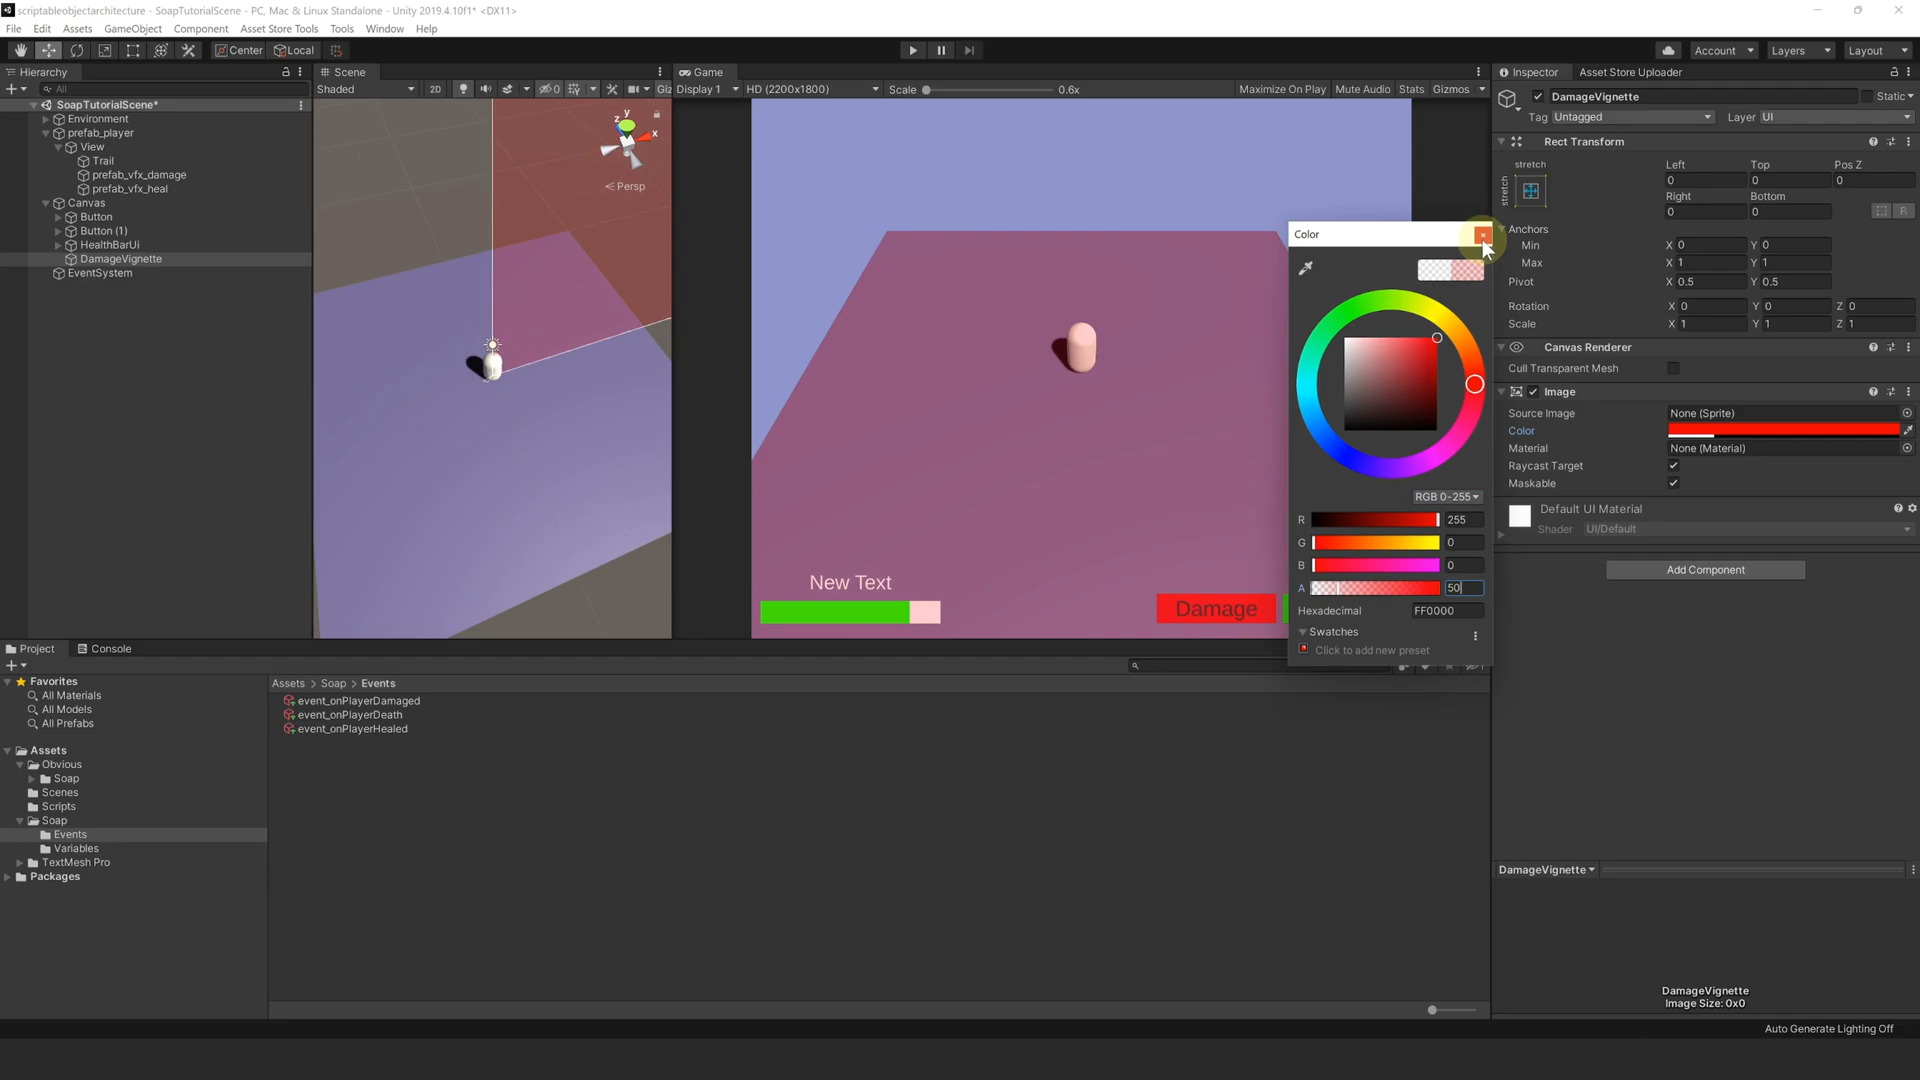 scriptableobjectarchitecture - SoapTutorialScene - PC, Mac & Linux Standalone - Unity 2019.4.10f1* <DX11>
File Edit Assets GameObject Component Asset Store Tools Tools Window Help
Center Local Account Layers Layout
Hierarchy
All
SoapTutorialScene*
Environment
prefab_player
View
Trail
prefab_vfx_damage
prefab_vfx_heal
Canvas
Button
Button (1)
HealthBarUi
DamageVignette
EventSystem
Scene
Shaded 2D 0 Giz
y
x
z
Persp
Game
Display 1 HD (2200x1800) Scale 0.6x Maximize On Play Mute Audio Stats Gizmos
New Text
Damage
Color
RGB 0-255
R 255
G 0
B 0
A 50
Hexadecimal FF0000
Swatches
Click to add new preset
Inspector Asset Store Uploader
DamageVignette Static
Tag Untagged Layer UI
Rect Transform
stretch
stretch
Left Top Pos Z
0 0 0
Right Bottom
0 0 R
Anchors
Min X 0 Y 0
Max X 1 Y 1
Pivot X 0.5 Y 0.5
Rotation X 0 Y 0 Z 0
Scale X 1 Y 1 Z 1
Canvas Renderer
Cull Transparent Mesh
Image
Source Image None (Sprite)
Color
Material None (Material)
Raycast Target
Maskable
Default UI Material
Shader UI/Default
Add Component
DamageVignette
DamageVignette
Image Size: 0x0
Project Console
Favorites
All Materials
All Models
All Prefabs
Assets
Obvious
Soap
Scenes
Scripts
Soap
Events
Variables
TextMesh Pro
Packages
Assets > Soap > Events
event_onPlayerDamaged
event_onPlayerDeath
event_onPlayerHealed
Auto Generate Lighting Off